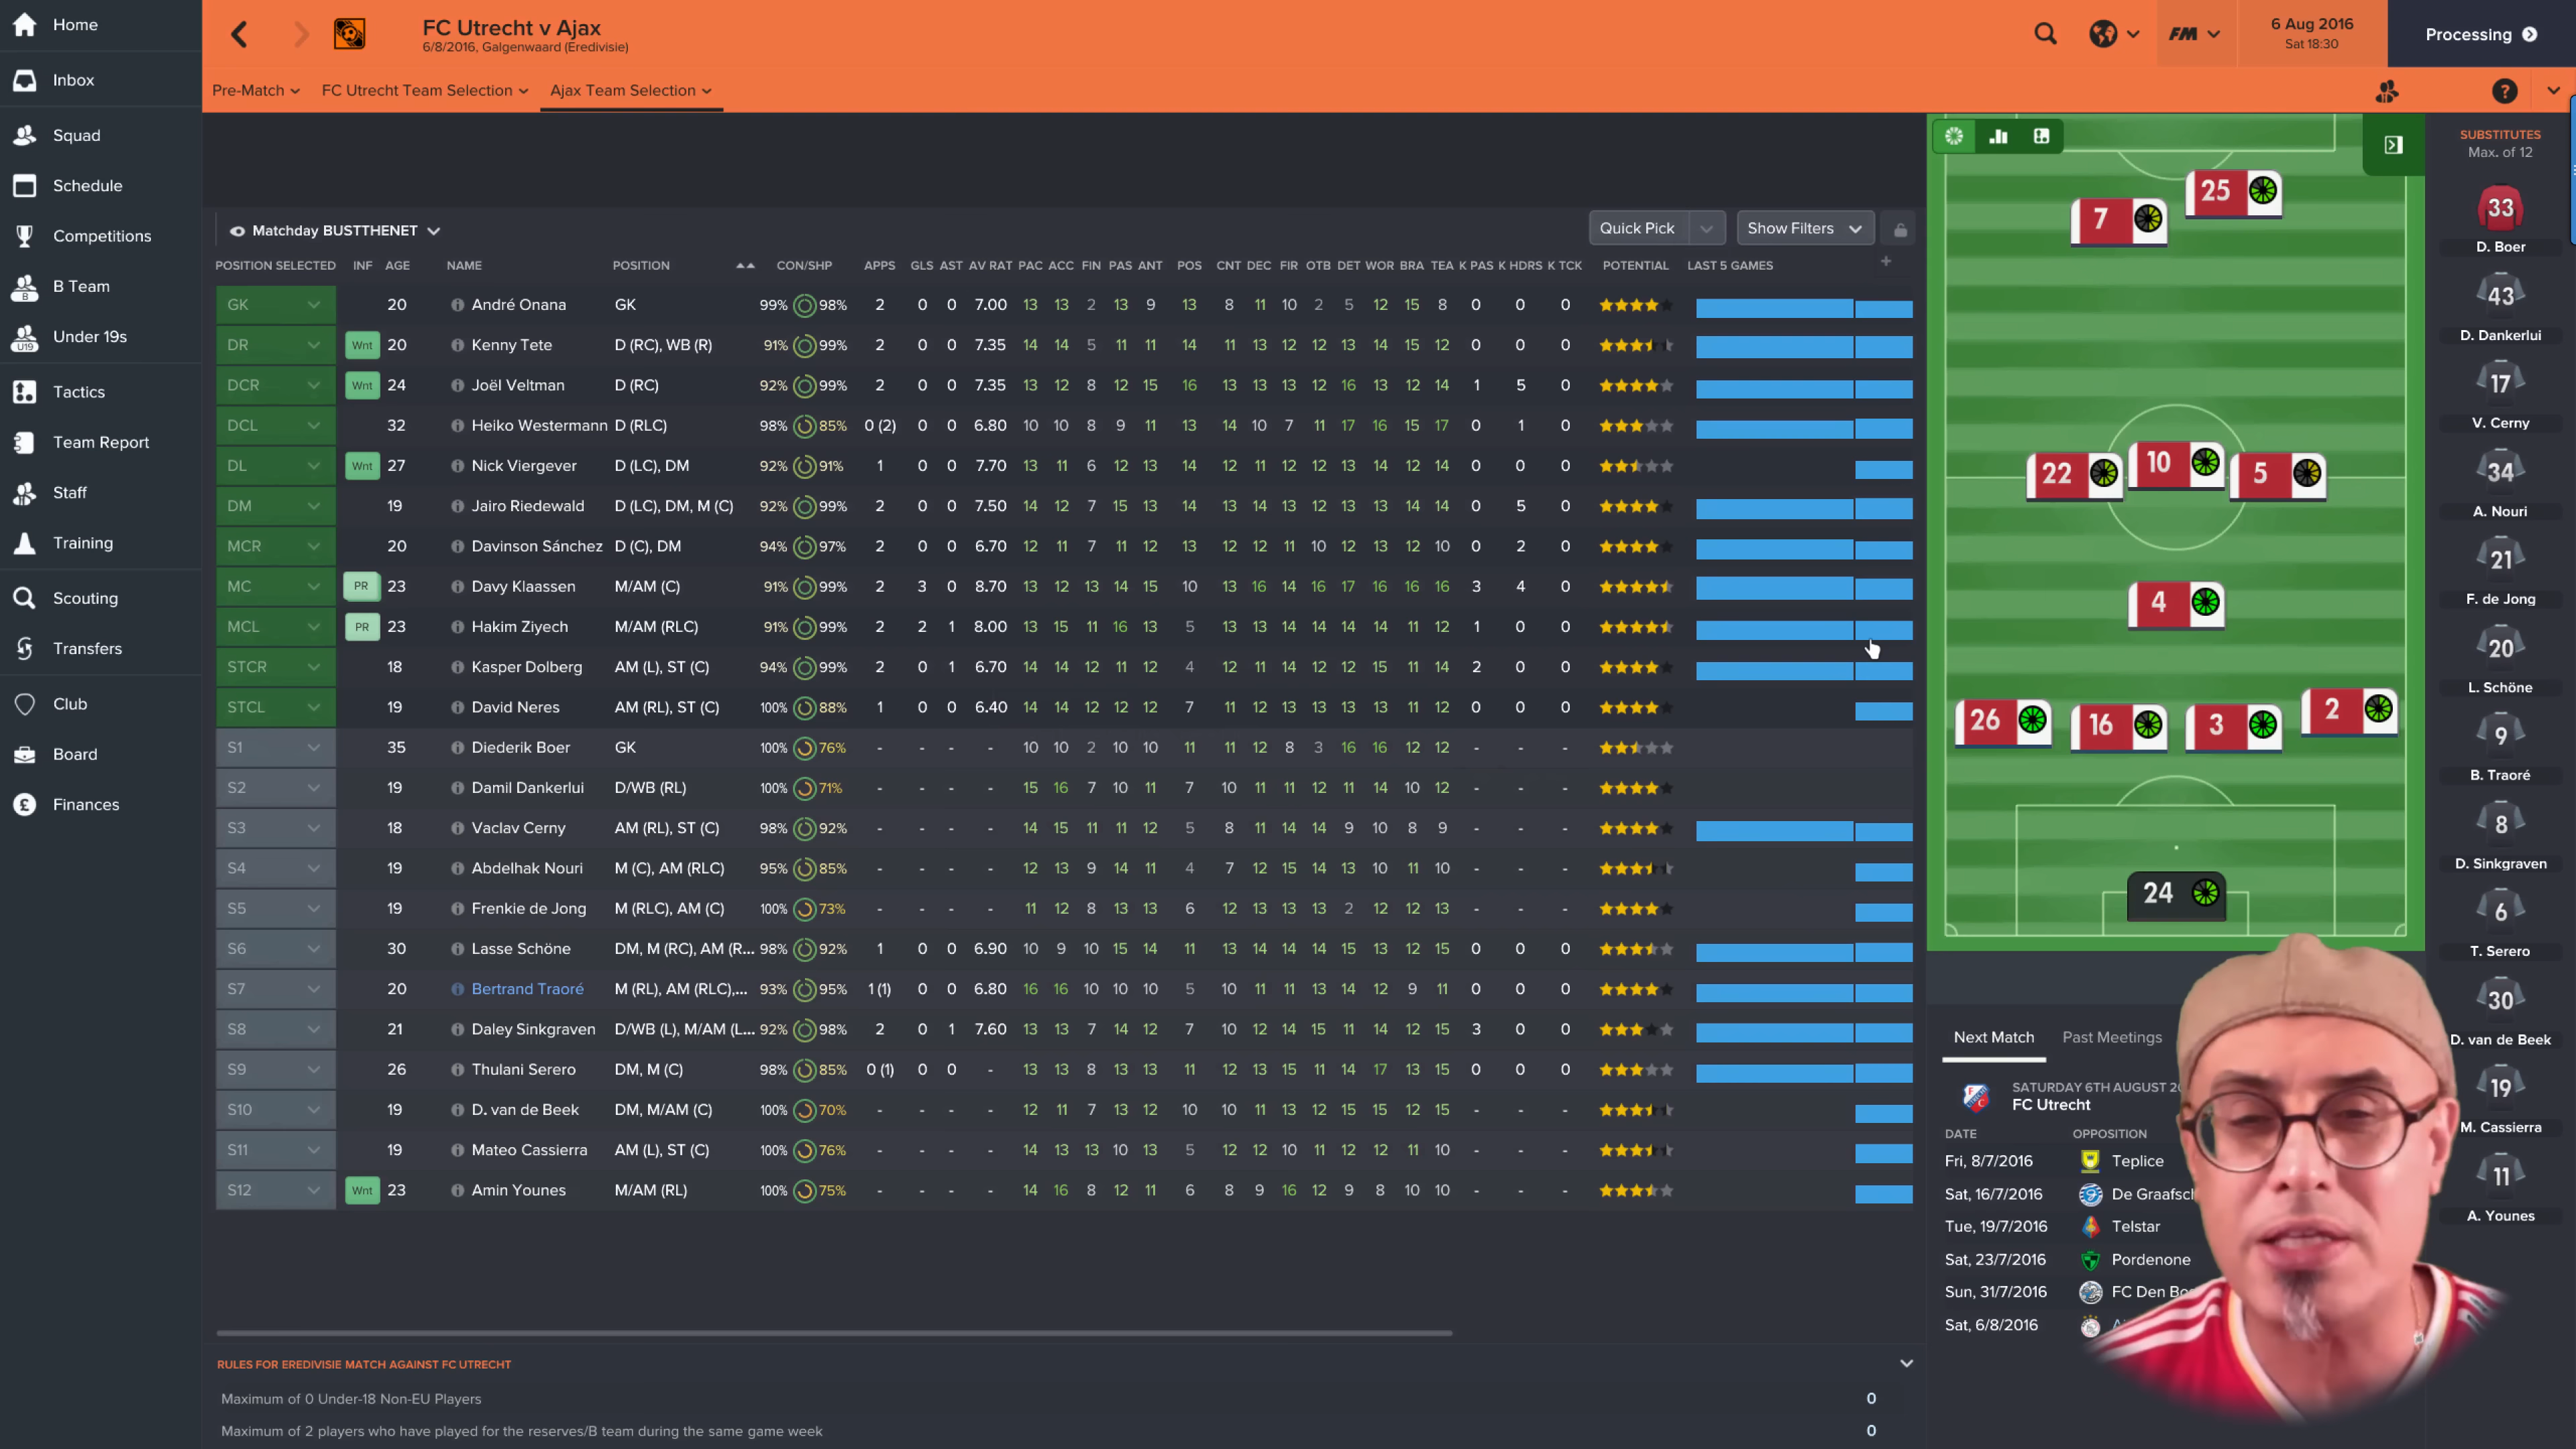 Home
Inbox
Squad
Schedule
Competitions
B Team
Under 19s
Tactics
Team Report
Staff
Training
Scouting
Transfers
Club
Board
Finances
FC Utrecht v Ajax
6/8/2016, Galgenwaard (Eredivisie)
FM
6 Aug 2016
Sat 18:30
Processing
Pre-Match FC Utrecht Team Selection Ajax Team Selection
Matchday BUSTTHENET
Quick Pick Show Filters
POSITION SELECTED INF AGE NAME POSITION CON/SHP APPS GLS AST AV RAT PAC ACC FIN PAS ANT POS CNT DEC FIR OTB DET WOR BRA TEA K PAS K HDRS K TCK POTENTIAL LAST 5 GAMES
GK 20 André Onana GK 99% 98% 2 0 0 7.00 13 13 2 13 9 13 8 11 10 2 5 12 15 8 0 0 0
DR Wnt 20 Kenny Tete D (RC), WB (R) 91% 99% 2 0 0 7.35 14 14 5 11 11 14 11 13 12 12 13 14 15 12 0 0 0
DCR Wnt 24 Joël Veltman D (RC) 92% 99% 2 0 0 7.35 13 12 8 12 15 16 13 13 13 12 16 13 12 14 1 5 0
DCL 32 Heiko Westermann D (RLC) 98% 85% 0 (2) 0 0 6.80 10 10 8 9 11 13 14 10 7 11 17 16 15 17 0 1 0
DL Wnt 27 Nick Viergever D (LC), DM 92% 91% 1 0 0 7.70 13 11 6 12 13 14 12 11 12 11 13 14 12 14 0 0 0
DM 19 Jairo Riedewald D (LC), DM, M (C) 92% 99% 2 0 0 7.50 14 12 7 15 13 14 13 14 13 12 13 13 14 14 0 5 0
MCR 20 Davinson Sánchez D (C), DM 94% 97% 2 0 0 6.70 12 11 7 11 12 13 12 12 11 10 12 13 12 10 0 2 0
MC PR 23 Davy Klaassen M/AM (C) 91% 99% 2 3 0 8.70 13 12 13 14 15 10 13 16 14 16 17 16 16 16 3 4 0
MCL PR 23 Hakim Ziyech M/AM (RLC) 91% 99% 2 2 1 8.00 13 15 11 16 13 5 13 13 14 14 14 14 11 12 1 0 0
STCR 18 Kasper Dolberg AM (L), ST (C) 94% 99% 2 0 1 6.70 14 14 12 11 12 4 12 11 14 12 12 15 11 14 2 0 0
STCL 19 David Neres AM (RL), ST (C) 100% 88% 1 0 0 6.40 14 14 12 12 12 7 11 12 13 13 13 13 11 12 0 0 0
S1 35 Diederik Boer GK 100% 76% - - - - 10 10 2 10 10 11 11 12 8 3 16 16 12 12 - - -
S2 19 Damil Dankerlui D/WB (RL) 100% 71% - - - - 15 16 7 10 11 7 10 11 11 12 11 14 10 12 - - -
S3 18 Vaclav Cerny AM (RL), ST (C) 98% 92% - - - - 14 15 11 11 12 5 8 11 14 14 9 10 8 9 - - -
S4 19 Abdelhak Nouri M (C), AM (RLC) 95% 85% - - - - 12 13 9 14 11 4 7 12 15 14 13 10 11 10 - - -
S5 19 Frenkie de Jong M (RLC), AM (C) 100% 73% - - - - 11 12 8 13 13 6 12 13 13 13 2 12 12 13 - - -
S6 30 Lasse Schöne DM, M (RC), AM (R... 98% 92% 1 0 0 6.90 10 9 10 15 14 11 13 14 14 14 15 13 12 15 0 0 0
S7 20 Bertrand Traoré M (RL), AM (RLC),... 93% 95% 1 (1) 0 0 6.80 16 16 10 10 10 5 10 11 11 13 14 12 9 11 0 0 0
S8 21 Daley Sinkgraven D/WB (L), M/AM (L... 92% 98% 2 0 1 7.60 13 13 7 14 12 7 10 12 14 15 11 14 12 15 3 0 0
S9 26 Thulani Serero DM, M (C) 98% 85% 0 (1) 0 0 - 13 13 8 13 13 11 12 13 15 11 14 17 13 15 0 0 0
S10 19 D. van de Beek DM, M/AM (C) 100% 70% - - - - 12 11 7 13 12 10 10 11 13 12 15 15 12 15 - - -
S11 19 Mateo Cassierra AM (L), ST (C) 100% 76% - - - - 14 13 13 10 13 5 12 12 10 11 12 12 11 10 - - -
S12 Wnt 23 Amin Younes M/AM (RL) 100% 75% - - - - 14 16 8 12 11 6 8 9 16 12 9 8 10 10 - - -
RULES FOR EREDIVISIE MATCH AGAINST FC UTRECHT
Maximum of 0 Under-18 Non-EU Players 0
Maximum of 2 players who have played for the reserves/B team during the same game week 0
25
7
22 10 5
4
26 16 3 2
24
Next Match Past Meetings
SATURDAY 6TH AUGUST 20
FC Utrecht
DATE OPPOSITION
Fri, 8/7/2016 Teplice
Sat, 16/7/2016 De Graafsch
Tue, 19/7/2016 Telstar
Sat, 23/7/2016 Pordenone
Sun, 31/7/2016 FC Den Bo
Sat, 6/8/2016
SUBSTITUTES
Max. of 12
33
D. Boer
43
D. Dankerlui
17
V. Cerny
34
A. Nouri
21
F. de Jong
20
L. Schöne
9
B. Traoré
8
D. Sinkgraven
6
T. Serero
30
D. van de Beek
19
M. Cassierra
11
A. Younes